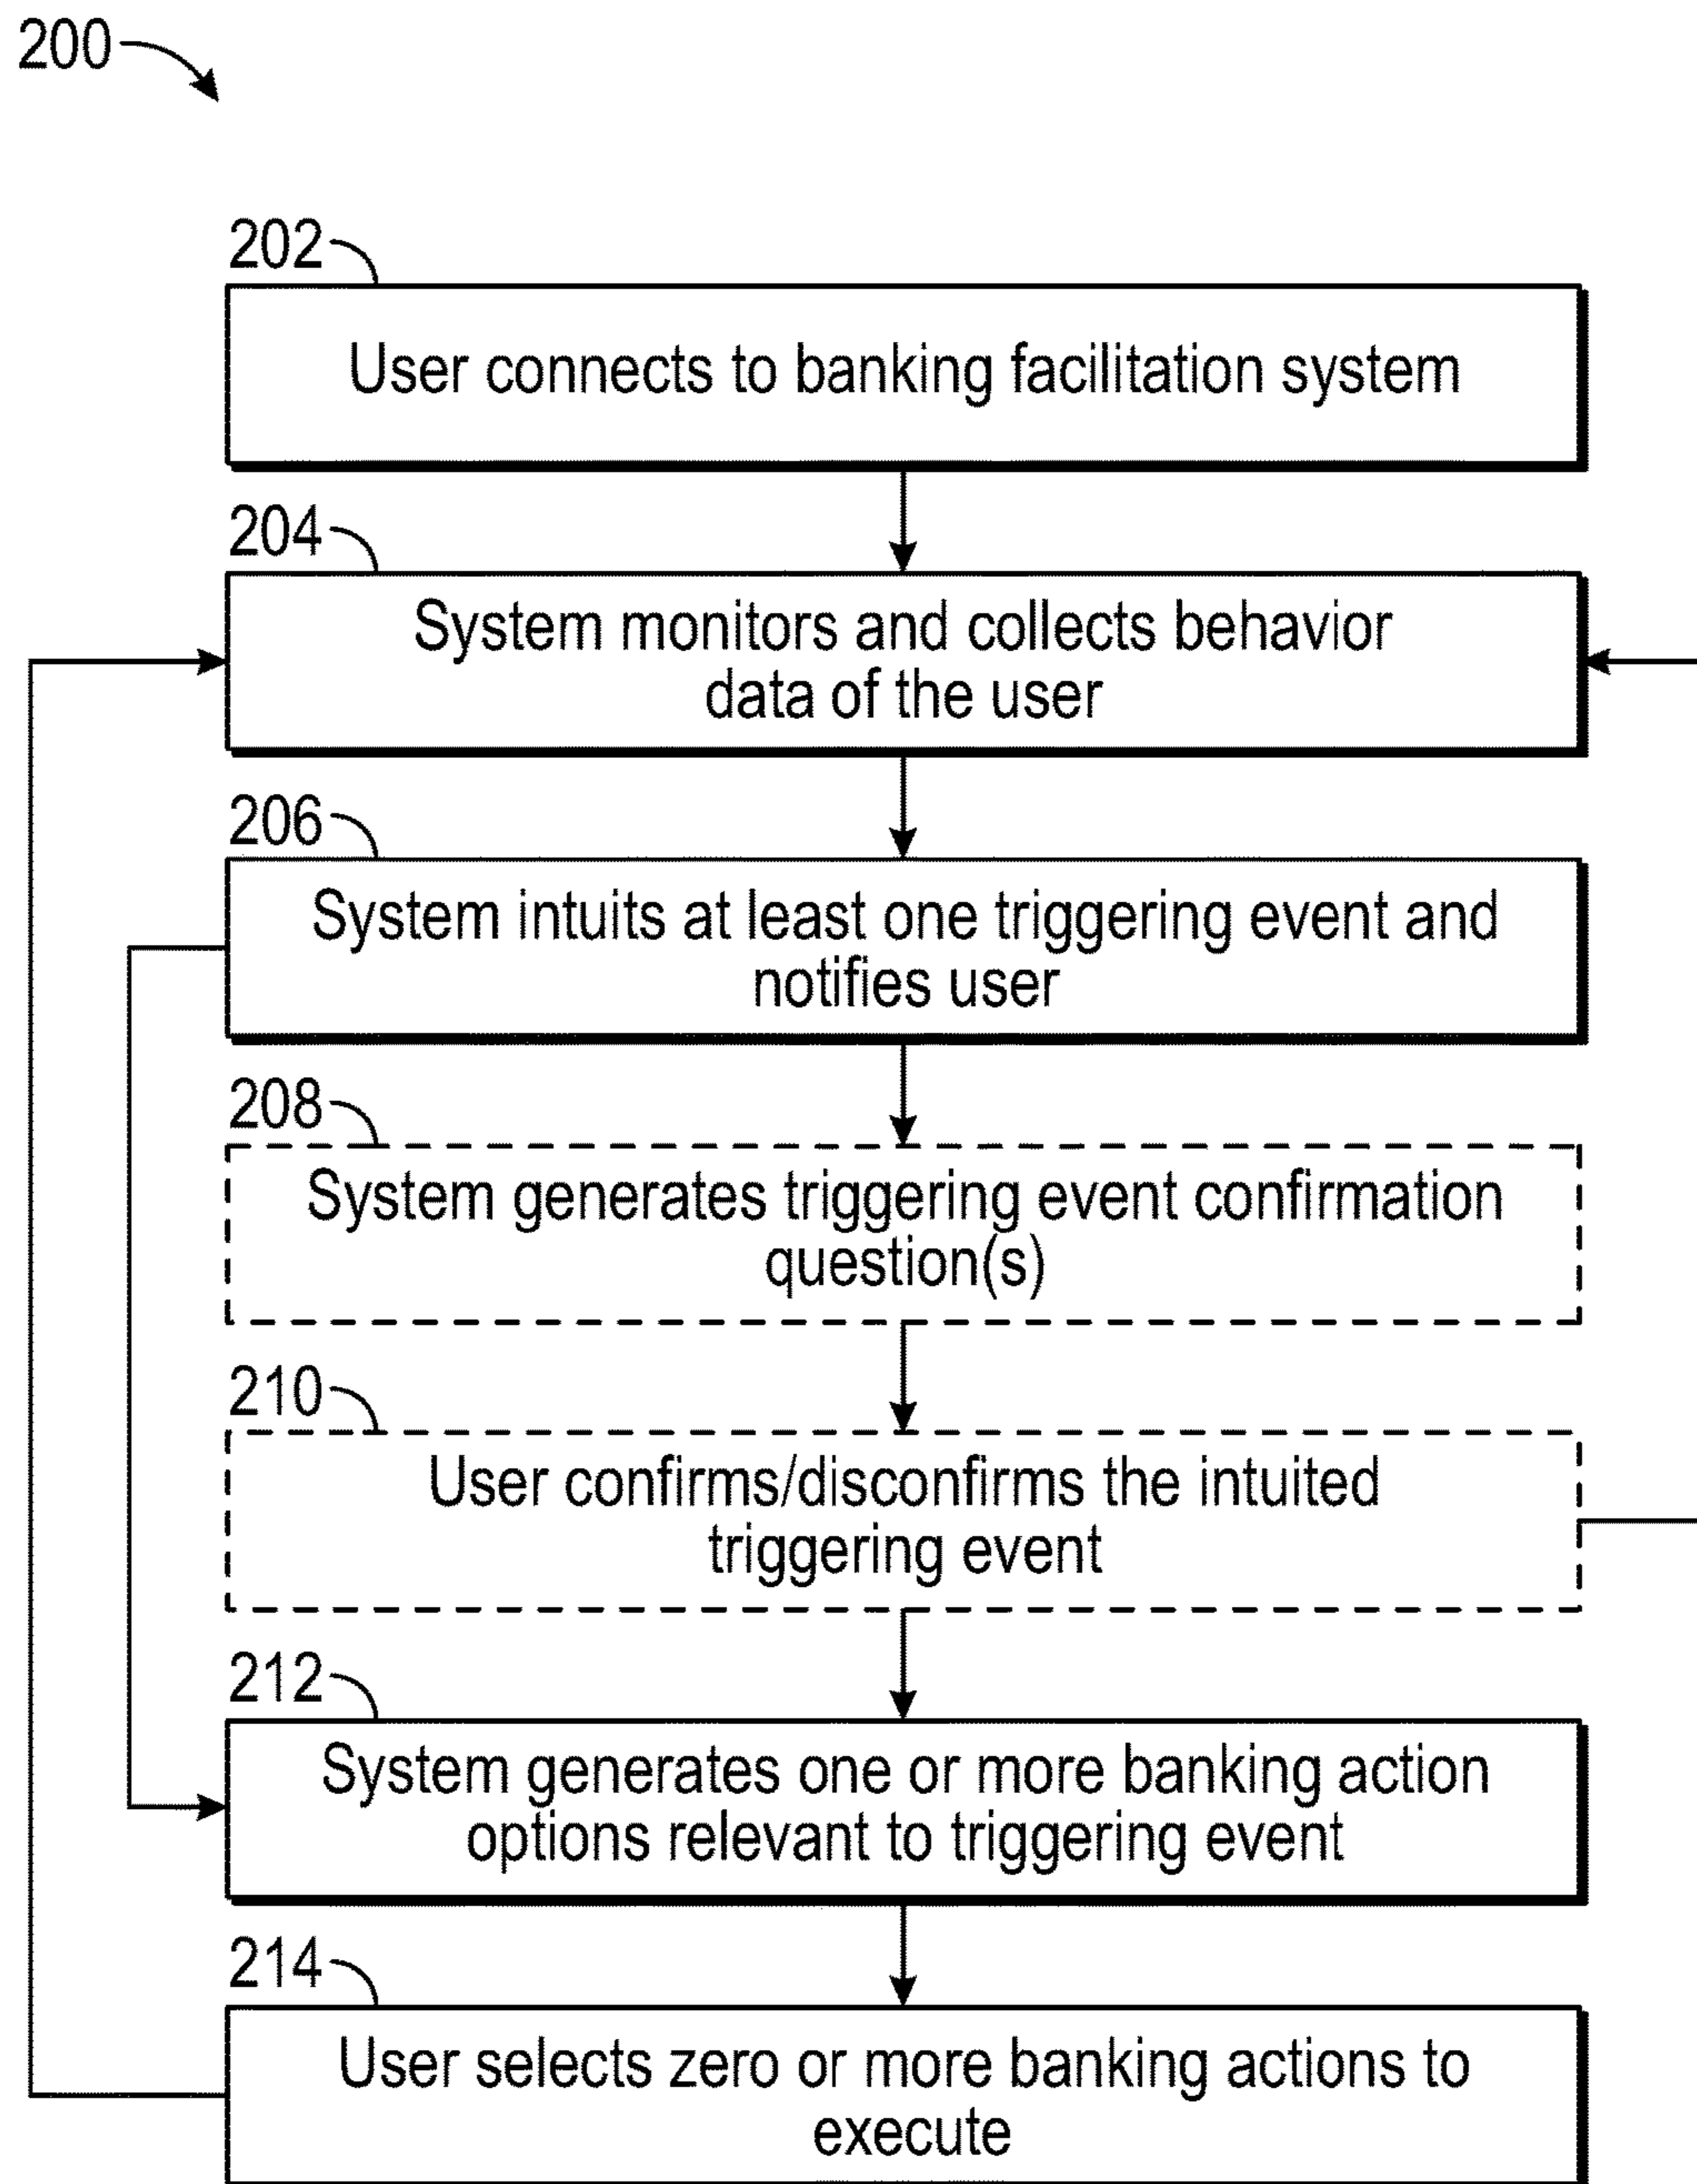 200
202
User connects to banking facilitation system
204
System monitors and collects behavior
data of the user
206
System intuits at least one triggering event and
notifies user
208
System generates triggering event confirmation
question(s)
210
User confirms/disconfirms the intuited
triggering event
212
System generates one or more banking action
options relevant to triggering event
214
User selects zero or more banking actions to
execute